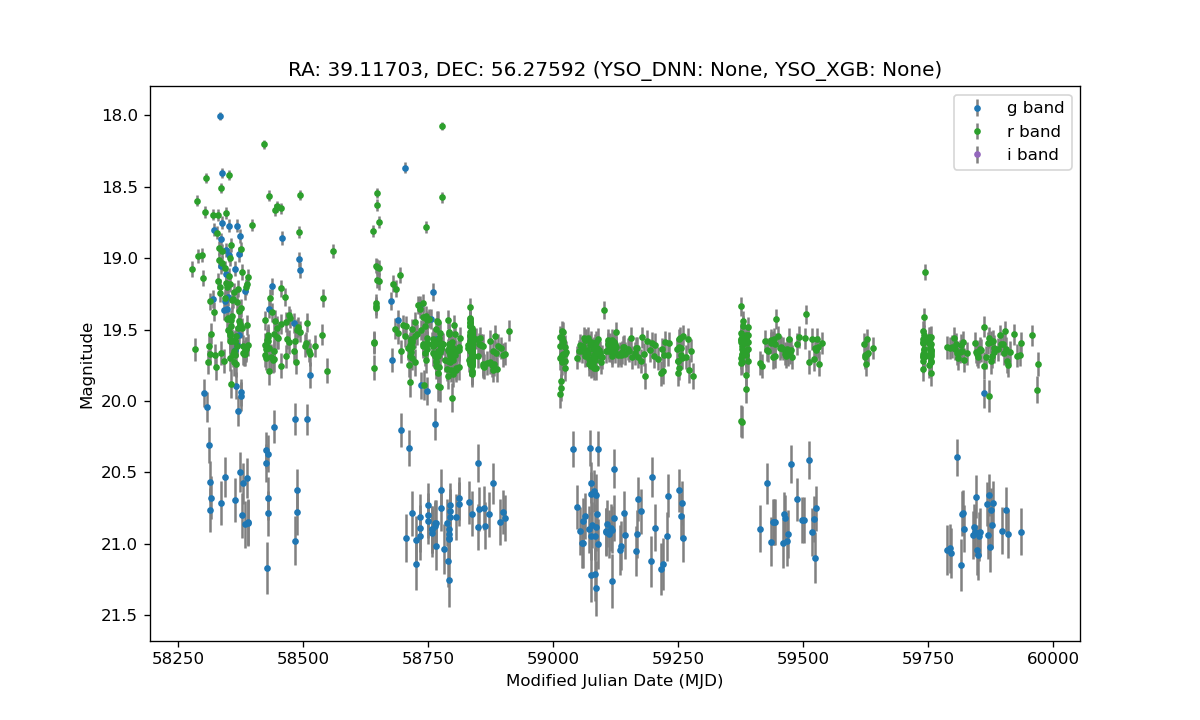 RA: 39.11703, DEC: 56.27592 (YSO_DNN: None, YSO_XGB: None)
g band
r band
i band
Magnitude
18.0
18.5
19.0
19.5
20.0
20.5
21.0
21.5
58250 58500 58750 59000 59250 59500 59750 60000
Modified Julian Date (MJD)